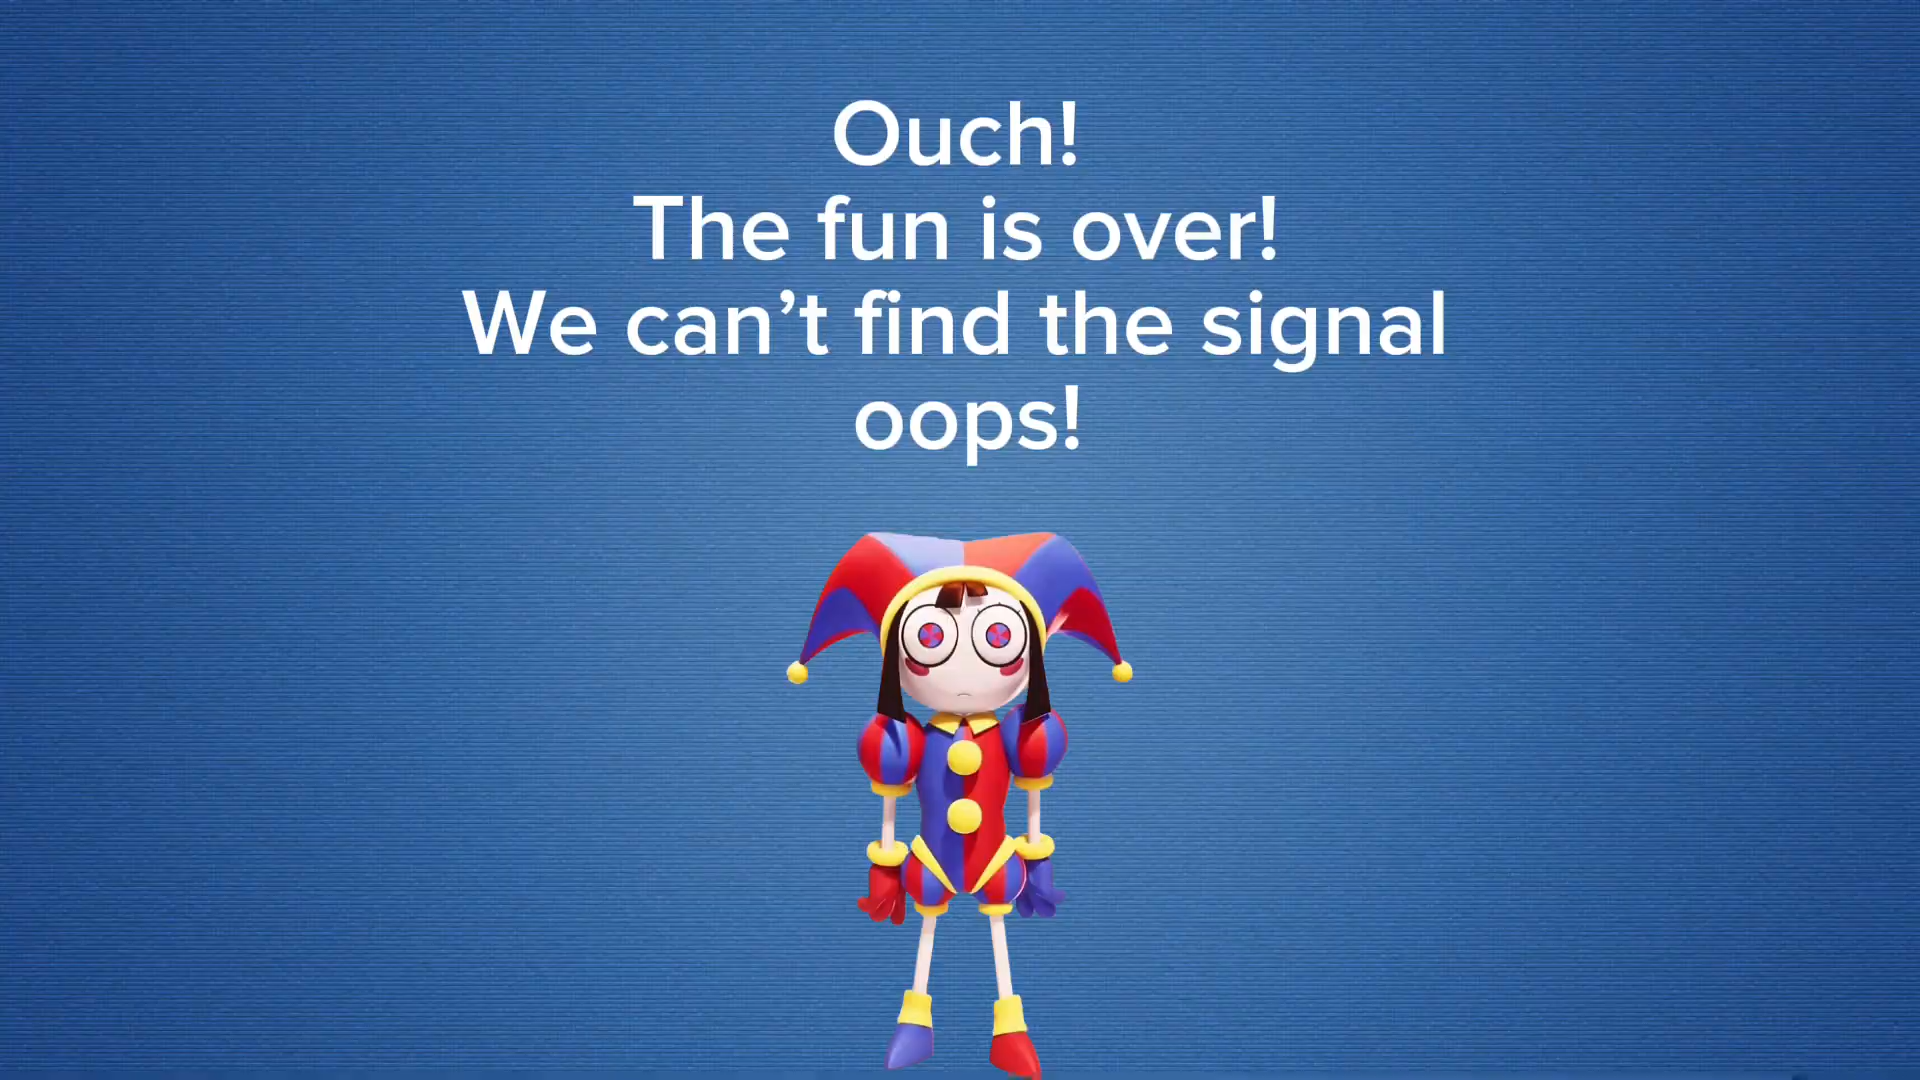 Ouch!
The fun is over!
We can’t find the signal
oops!